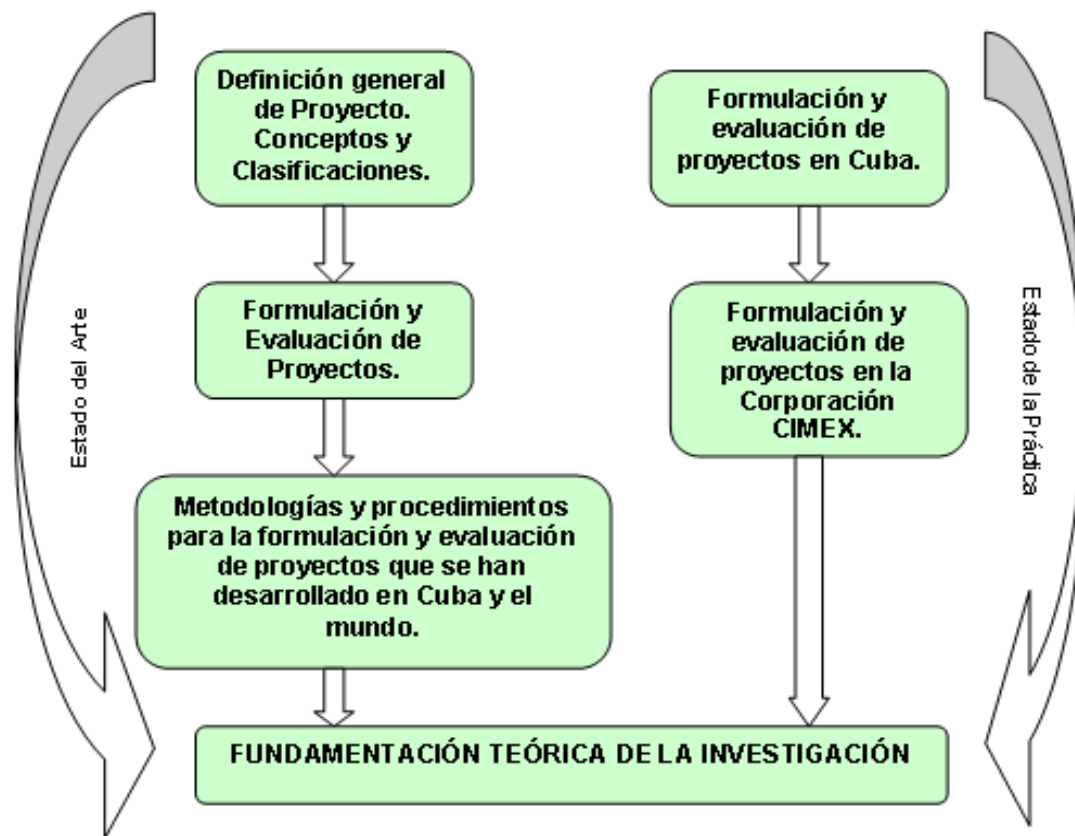 Definición general
de Proyecto.
Conceptos y
Clasificaciones.
Formulación y
Evaluación de
Proyectos.
Metodologías y procedimientos
para la formulación y evaluación
de proyectos que se han
desarrollado en Cuba y el
mundo.
Estado del Arte
Formulación y
evaluación de
proyectos en Cuba.
Formulación y
evaluación de
proyectos en la
Corporación
CIMEX.
Estado de la Práctica
FUNDAMENTACIÓN TEÓRICA DE LA INVESTIGACIÓN